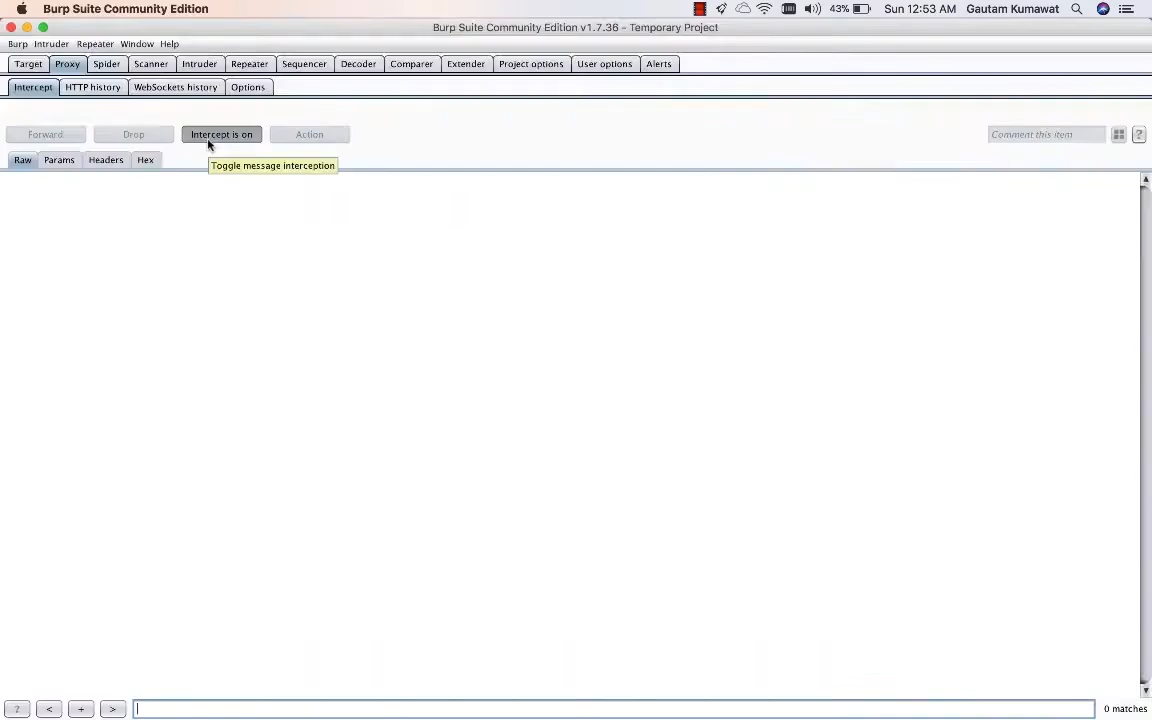 Burp Suite Community Edition 43% Sun 12:53 AM Gautam Kumawat
Burp Suite Community Edition v1.7.36 - Temporary Project
Burp Intruder Repeater Window Help
Target Proxy Spider Scanner Intruder Repeater Sequencer Decoder Comparer Extender Project options User options Alerts
Intercept HTTP history WebSockets history Options
Forward Drop Intercept is on Action Comment this item ?
Raw Params Headers Hex
Toggle message interception
? < + > 0 matches